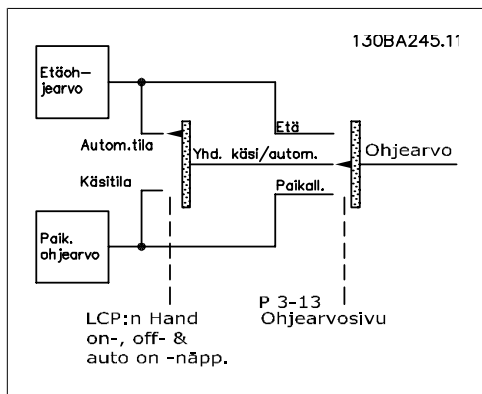 130BA245.11
Etäoh-
jearvo
Autom.tila
Etä
Yhd. käsi/autom.
Ohjearvo
Käsitila
Paikall.
Paik.
ohjearvo
LCP:n Hand
on-, off- &
auto on -näpp.
P 3-13
Ohjearvosivu